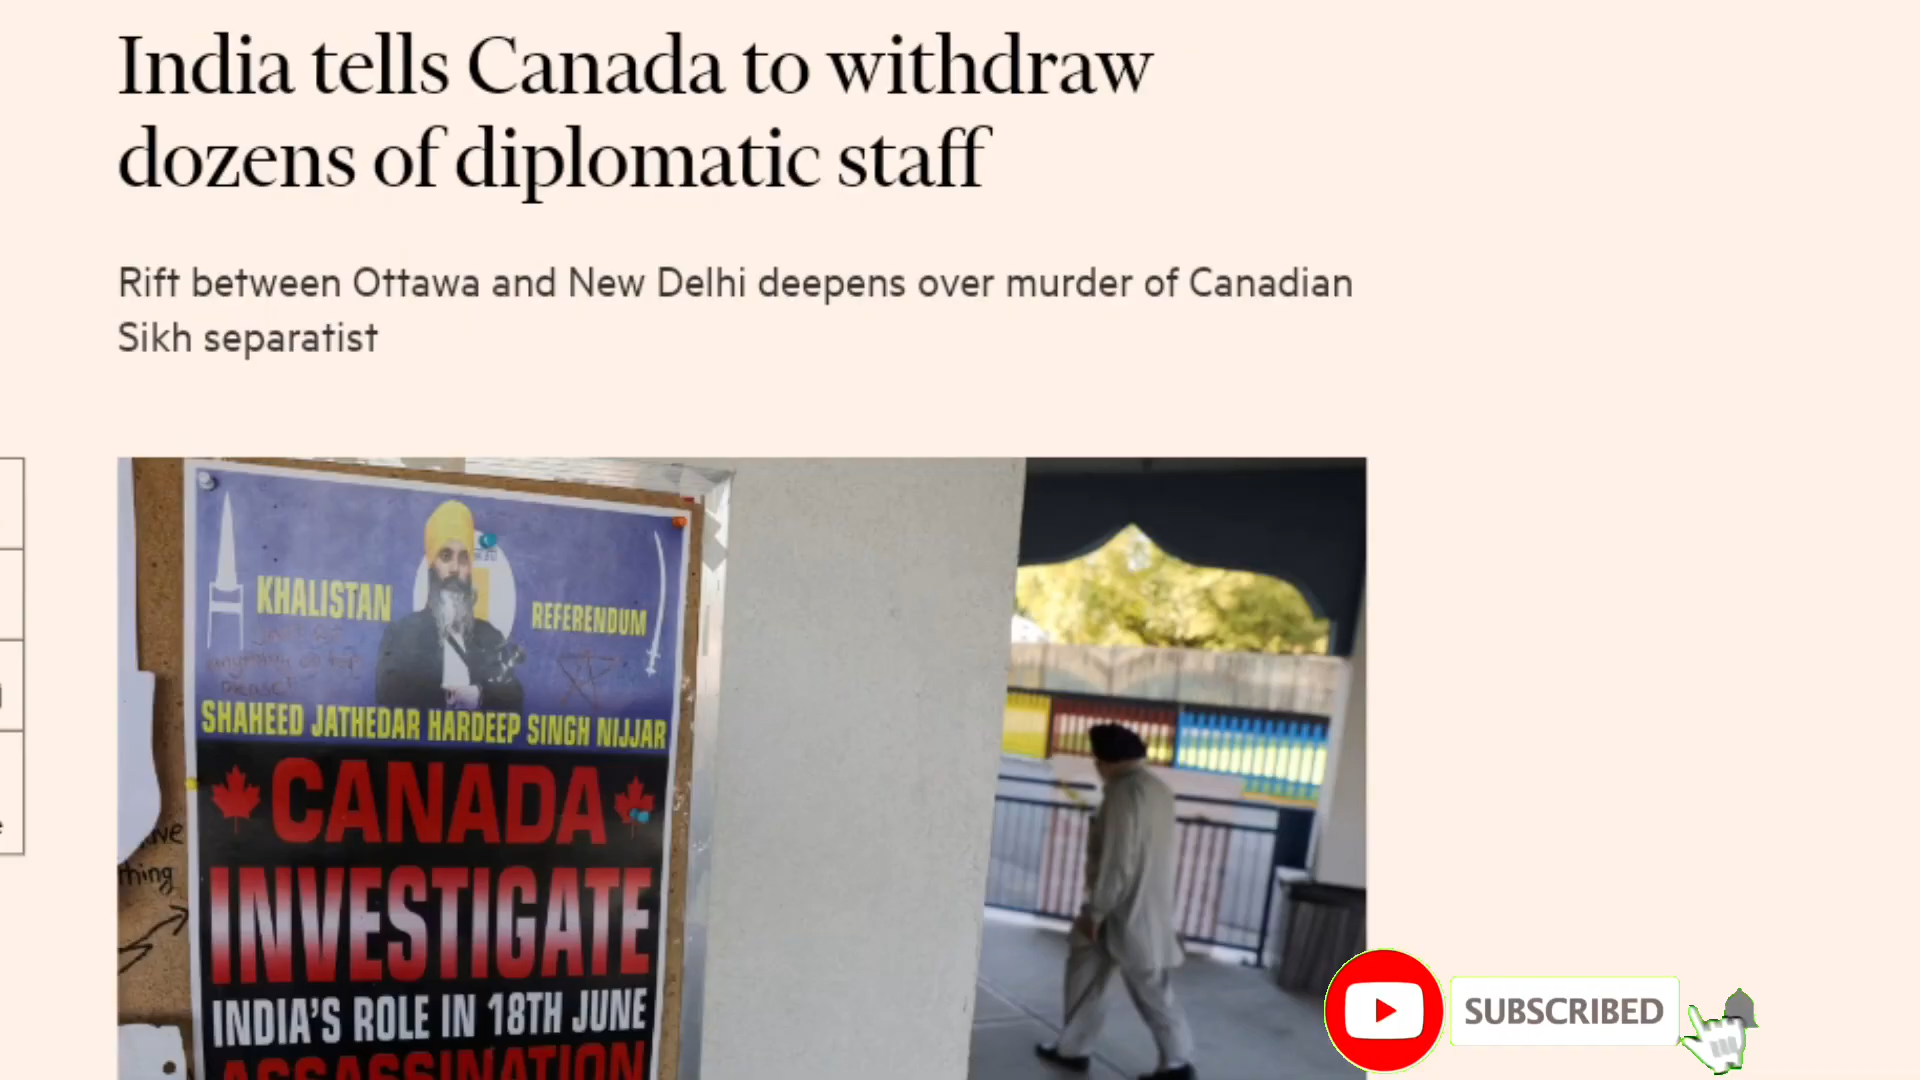 India tells Canada to withdraw
dozens of diplomatic staff
Rift between Ottawa and New Delhi deepens over murder of Canadian
Sikh separatist
KHALISTAN
REFERENDUM
SHAHEED JATHEDAR HARDEEP SINGH NIJJAR
CANADA
INVESTIGATE
INDIA'S ROLE IN 18TH JUNE
ASSASSINATION
SUBSCRIBED